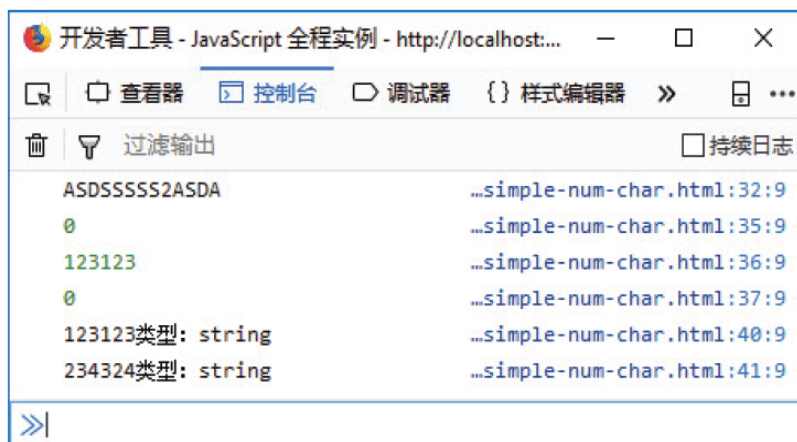 开发者工具 - JavaScript 全程实例 - http://localhost:...
查看器 控制台 调试器 {} 样式编辑器 » ···
过滤输出 持续日志
ASDSSSSS2ASDA …simple-num-char.html:32:9
0 …simple-num-char.html:35:9
123123 …simple-num-char.html:36:9
0 …simple-num-char.html:37:9
123123类型: string …simple-num-char.html:40:9
234324类型: string …simple-num-char.html:41:9